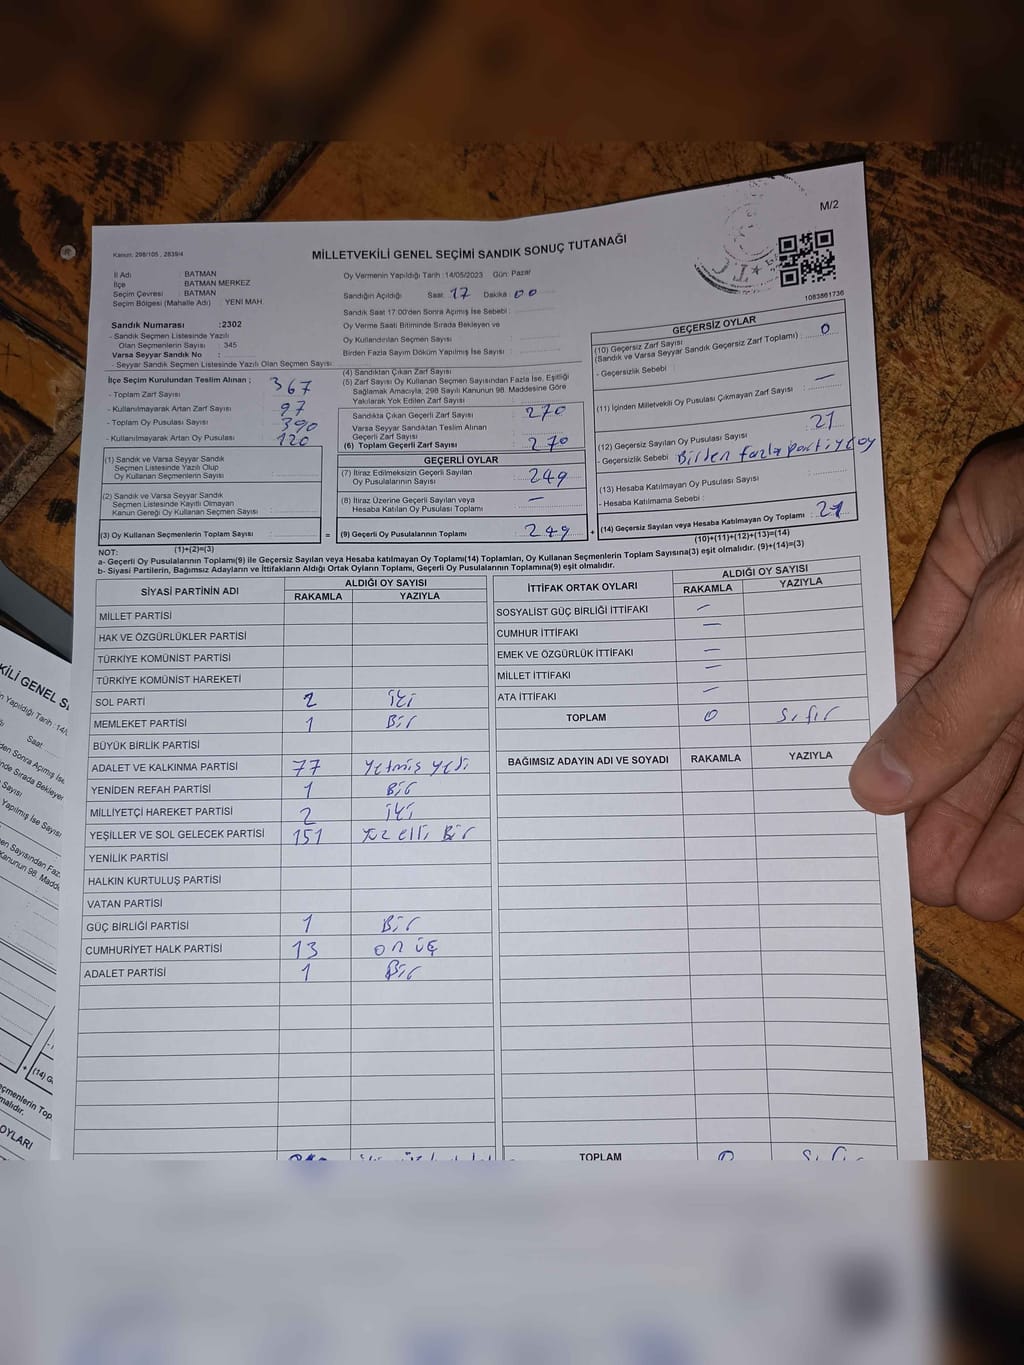 M/2
Kanun: 298/105 , 2839/4
MİLLETVEKİLİ GENEL SEÇİMİ SANDIK SONUÇ TUTANAĞI
1083861736
İl Adı : BATMAN
İlçe : BATMAN MERKEZ
Seçim Çevresi : BATMAN
Seçim Bölgesi (Mahalle Adı) : YENİ MAH.
Oy Vermenin Yapıldığı Tarih :14/05/2023 Gün: Pazar
Sandığın Açıldığı Saat: 17 Dakika: 00
Sandık Saat 17:00'den Sonra Açılmış İse Sebebi :
Oy Verme Saati Bitiminde Sırada Bekleyen ve
Oy Kullandırılan Seçmen Sayısı :
Birden Fazla Sayım Döküm Yapılmış İse Sayısı :
Sandık Numarası :2302
- Sandık Seçmen Listesinde Yazılı
Olan Seçmenlerin Sayısı : 345
Varsa Seyyar Sandık No :
- Seyyar Sandık Seçmen Listesinde Yazılı Olan Seçmen Sayısı:
İlçe Seçim Kurulundan Teslim Alınan ;
- Toplam Zarf Sayısı : 367
- Kullanılmayarak Artan Zarf Sayısı : 97
- Toplam Oy Pusulası Sayısı : 390
- Kullanılmayarak Artan Oy Pusulası : 120
(1) Sandık ve Varsa Seyyar Sandık
Seçmen Listesinde Yazılı Olup
Oy Kullanan Seçmenlerin Sayısı :
(2) Sandık ve Varsa Seyyar Sandık
Seçmen Listesinde Kayıtlı Olmayan
Kanun Gereği Oy Kullanan Seçmen Sayısı :
(3) Oy Kullanan Seçmenlerin Toplam Sayısı :
(1)+(2)=(3)
(4) Sandıktan Çıkan Zarf Sayısı :
(5) Zarf Sayısı Oy Kullanan Seçmen Sayısından Fazla İse, Eşitliği
Sağlamak Amacıyla; 298 Sayılı Kanunun 98. Maddesine Göre
Yakılarak Yok Edilen Zarf Sayısı :
Sandıkta Çıkan Geçerli Zarf Sayısı : 270
Varsa Seyyar Sandıktan Teslim Alınan
Geçerli Zarf Sayısı :
(6) Toplam Geçerli Zarf Sayısı : 270
GEÇERLİ OYLAR
(7) İtiraz Edilmeksizin Geçerli Sayılan
Oy Pusulalarının Sayısı : 249
(8) İtiraz Üzerine Geçerli Sayılan veya
Hesaba Katılan Oy Pusulası Toplamı : —
= (9) Geçerli Oy Pusulalarının Toplamı : 249 +
GEÇERSİZ OYLAR
(10) Geçersiz Zarf Sayısı
(Sandık ve Varsa Seyyar Sandık Geçersiz Zarf Toplamı) : 0
- Geçersizlik Sebebi :
(11) İçinden Milletvekili Oy Pusulası Çıkmayan Zarf Sayısı : —
(12) Geçersiz Sayılan Oy Pusulası Sayısı : 21
- Geçersizlik Sebebi : Birden fazla partiye oy
(13) Hesaba Katılmayan Oy Pusulası Sayısı :
- Hesaba Katılmama Sebebi :
(14) Geçersiz Sayılan veya Hesaba Katılmayan Oy Toplamı : 21
(10)+(11)+(12)+(13)=(14)
NOT:
a- Geçerli Oy Pusulalarının Toplamı(9) ile Geçersiz Sayılan veya Hesaba katılmayan Oy Toplamı(14) Toplamları, Oy Kullanan Seçmenlerin Toplam Sayısına(3) eşit olmalıdır. (9)+(14)=(3)
b- Siyasi Partilerin, Bağımsız Adayların ve İttifakların Aldığı Ortak Oyların Toplamı, Geçerli Oy Pusulalarının Toplamına(9) eşit olmalıdır.
SİYASİ PARTİNİN ADI ALDIĞI OY SAYISI
RAKAMLA YAZIYLA
MİLLET PARTİSİ
HAK VE ÖZGÜRLÜKLER PARTİSİ
TÜRKİYE KOMÜNİST PARTİSİ
TÜRKİYE KOMÜNİST HAREKETİ
SOL PARTİ 2 iki
MEMLEKET PARTİSİ 1 Bir
BÜYÜK BİRLİK PARTİSİ
ADALET VE KALKINMA PARTİSİ 77 Yetmiş yedi
YENİDEN REFAH PARTİSİ 1 Bir
MİLLİYETÇİ HAREKET PARTİSİ 2 iki
YEŞİLLER VE SOL GELECEK PARTİSİ 151 Yüz elli Bir
YENİLİK PARTİSİ
HALKIN KURTULUŞ PARTİSİ
VATAN PARTİSİ
GÜÇ BİRLİĞİ PARTİSİ 1 Bir
CUMHURİYET HALK PARTİSİ 13 on üç
ADALET PARTİSİ 1 Bir
İTTİFAK ORTAK OYLARI ALDIĞI OY SAYISI
RAKAMLA YAZIYLA
SOSYALİST GÜÇ BİRLİĞİ İTTİFAKI —
CUMHUR İTTİFAKI —
EMEK VE ÖZGÜRLÜK İTTİFAKI —
MİLLET İTTİFAKI —
ATA İTTİFAKI —
TOPLAM 0 Sıfır
BAĞIMSIZ ADAYIN ADI VE SOYADI RAKAMLA YAZIYLA
TOPLAM 0 Sıfır